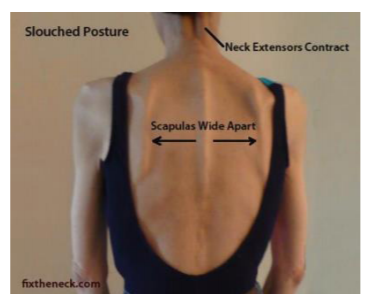 Slouched Posture
Neck Extensors Contract
Scapulas Wide Apart
fixtheneck.com